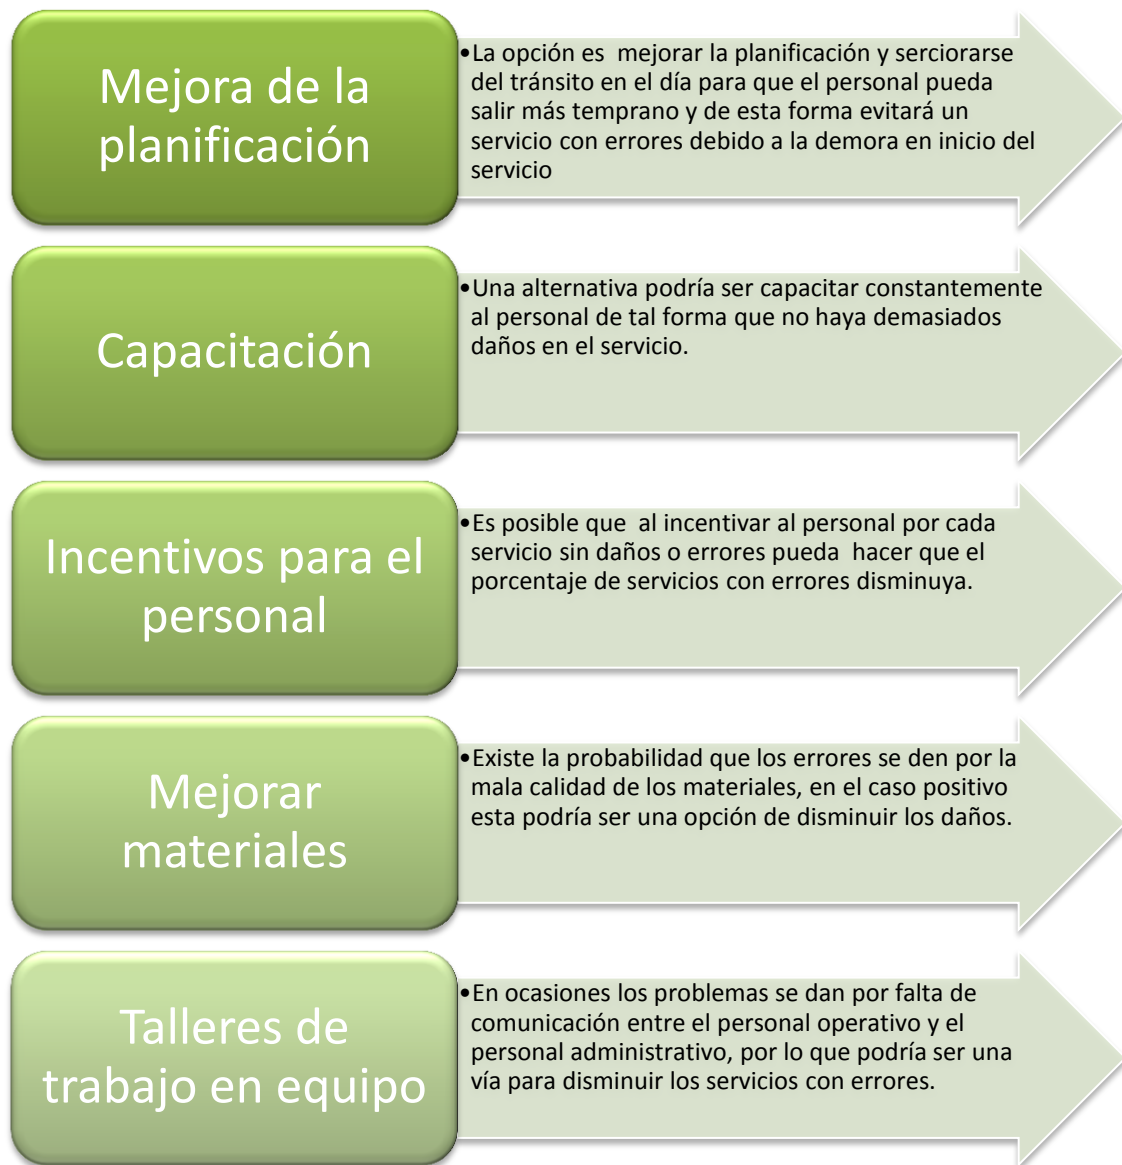 Mejora de la
planificación
•La opción es  mejorar la planificación y serciorarse
del tránsito en el día para que el personal pueda
salir más temprano y de esta forma evitará un
servicio con errores debido a la demora en inicio del
servicio
Capacitación
•Una alternativa podría ser capacitar constantemente
al personal de tal forma que no haya demasiados
daños en el servicio.
Incentivos para el
personal
•Es posible que  al incentivar al personal por cada
servicio sin daños o errores pueda  hacer que el
porcentaje de servicios con errores disminuya.
Mejorar
materiales
•Existe la probabilidad que los errores se den por la
mala calidad de los materiales, en el caso positivo
esta podría ser una opción de disminuir los daños.
Talleres de
trabajo en equipo
•En ocasiones los problemas se dan por falta de
comunicación entre el personal operativo y el
personal administrativo, por lo que podría ser una
vía para disminuir los servicios con errores.